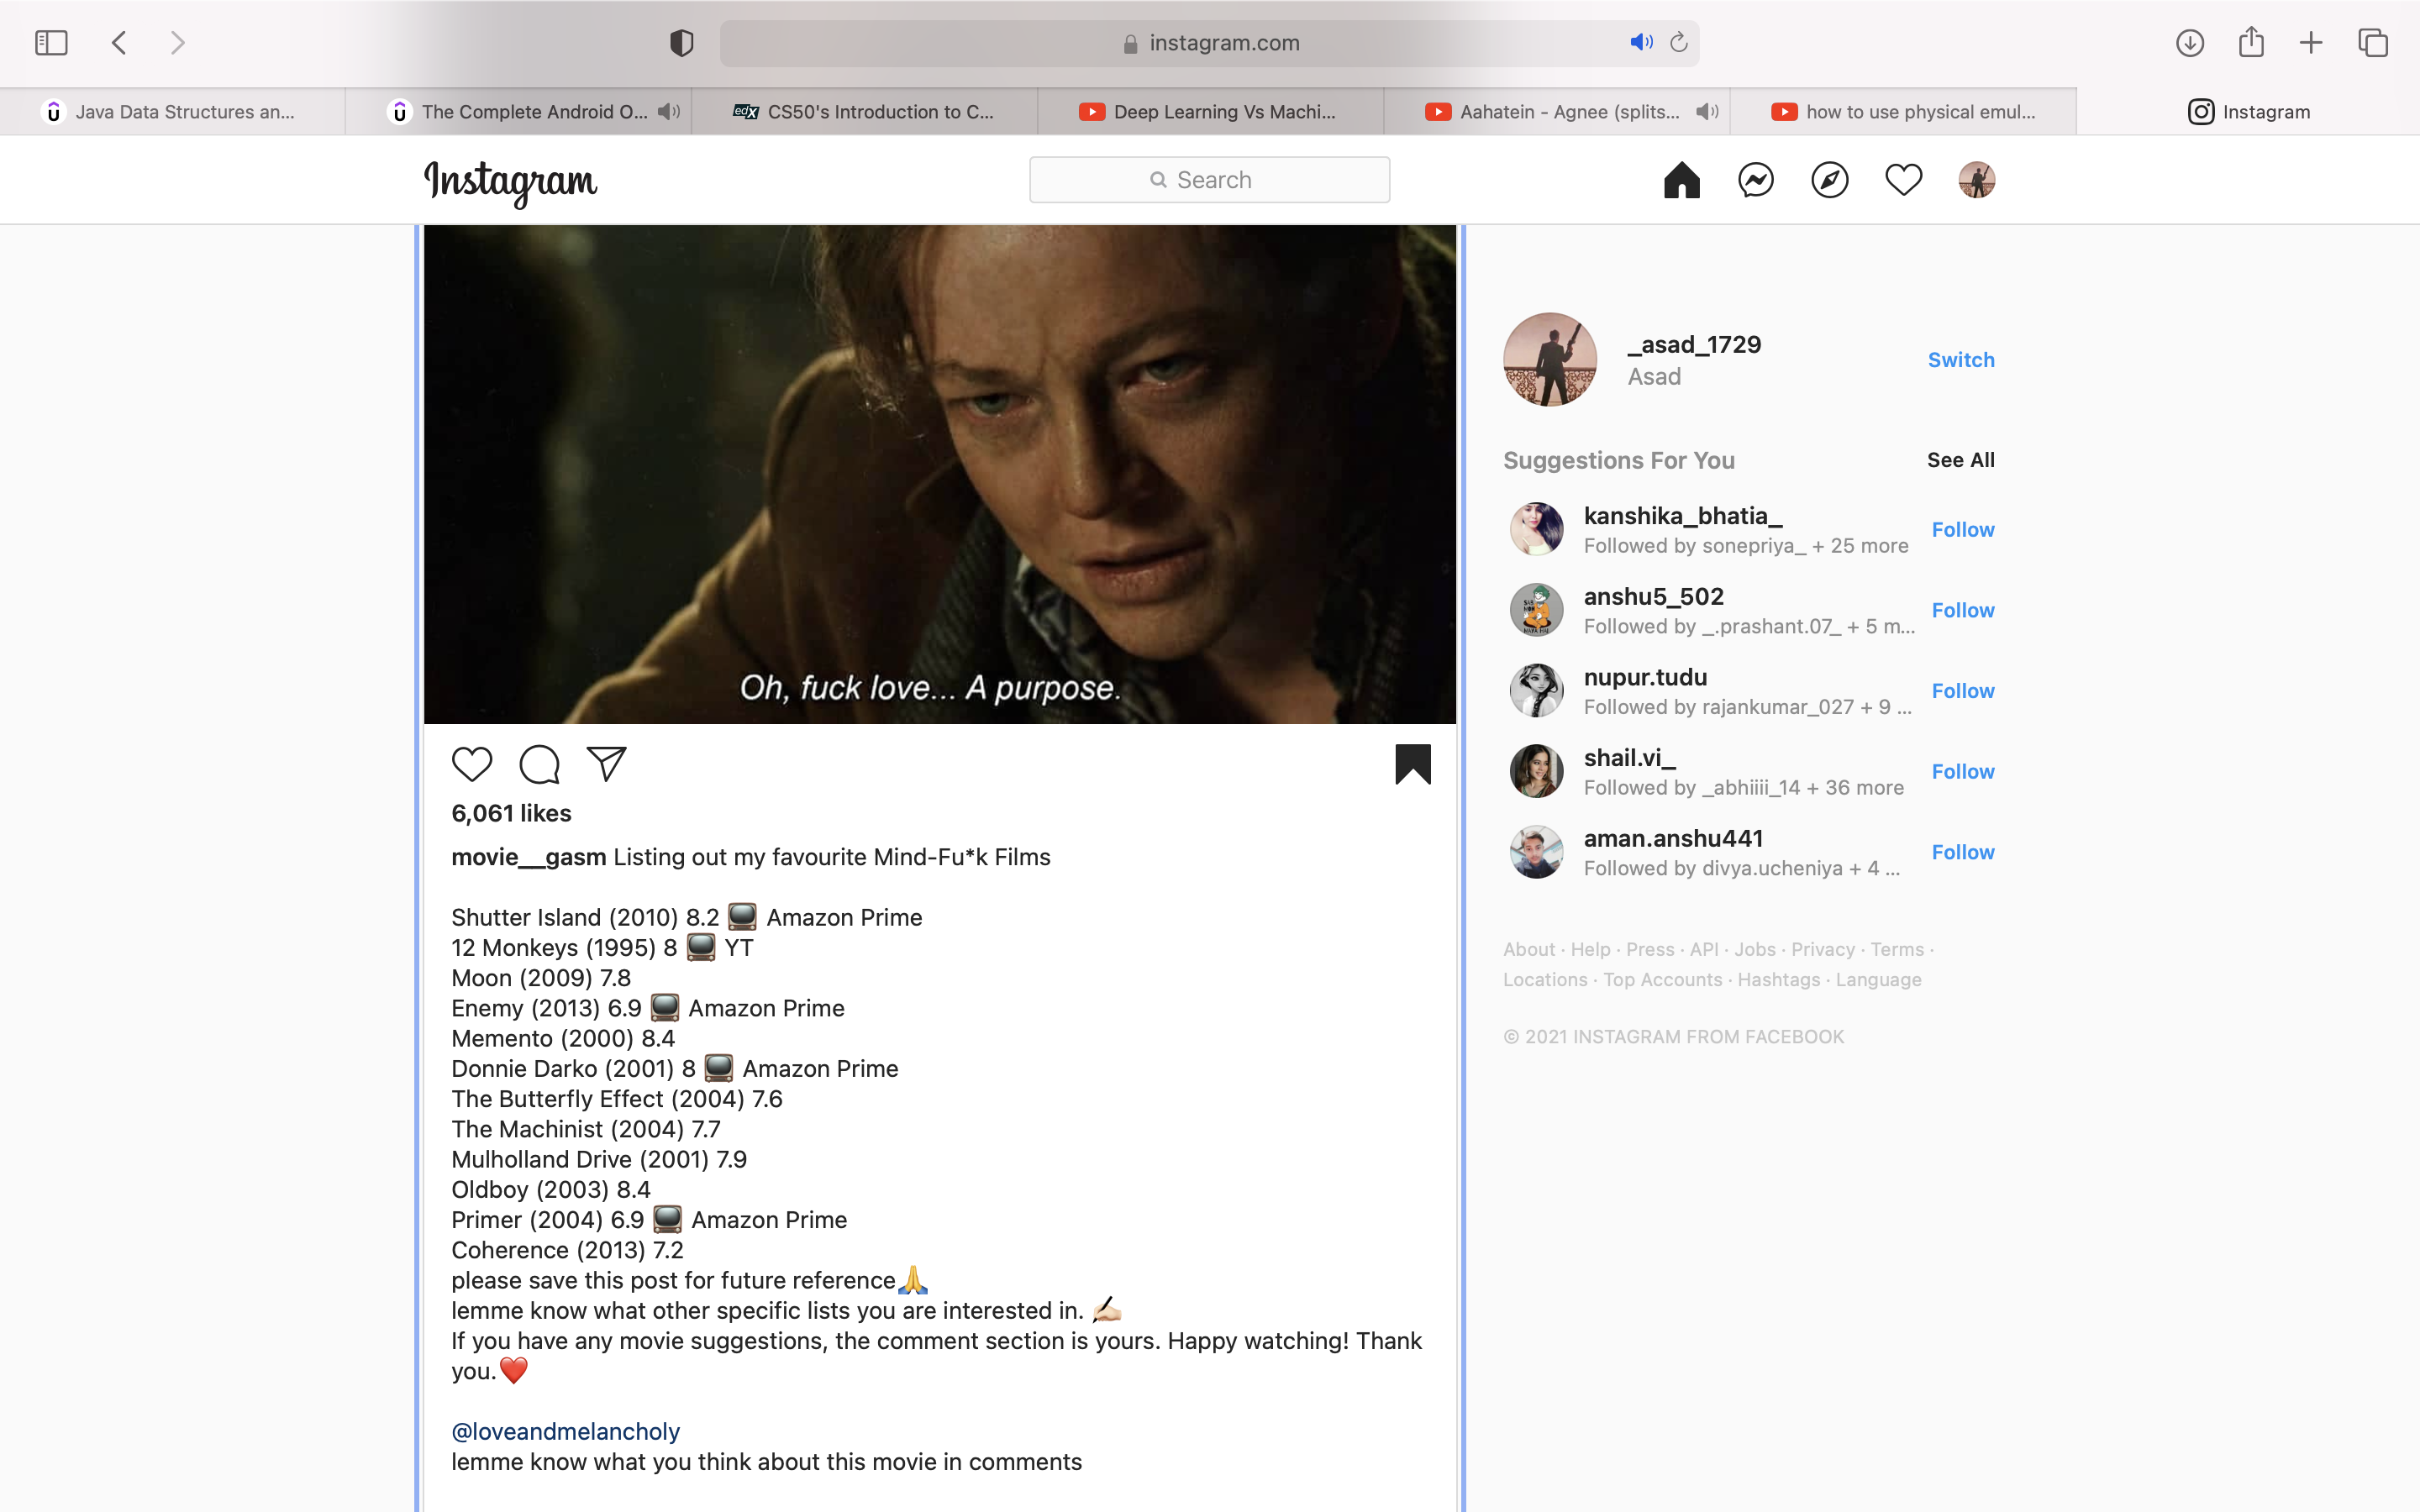 instagram.com
Java Data Structures an...
The Complete Android O...
edX CS50's Introduction to C...
Deep Learning Vs Machi...
Aahatein - Agnee (splits...
how to use physical emul...
Instagram
Instagram
Search
Oh, fuck love... A purpose.
6,061 likes
movie__gasm Listing out my favourite Mind-Fu*k Films
Shutter Island (2010) 8.2 📺 Amazon Prime
12 Monkeys (1995) 8 📺 YT
Moon (2009) 7.8
Enemy (2013) 6.9 📺 Amazon Prime
Memento (2000) 8.4
Donnie Darko (2001) 8 📺 Amazon Prime
The Butterfly Effect (2004) 7.6
The Machinist (2004) 7.7
Mulholland Drive (2001) 7.9
Oldboy (2003) 8.4
Primer (2004) 6.9 📺 Amazon Prime
Coherence (2013) 7.2
please save this post for future reference🙏
lemme know what other specific lists you are interested in. ✍🏻
If you have any movie suggestions, the comment section is yours. Happy watching! Thank
you.❤️
@loveandmelancholy
lemme know what you think about this movie in comments
_asad_1729
Asad
Switch
Suggestions For You
See All
kanshika_bhatia_
Followed by sonepriya_ + 25 more
Follow
anshu5_502
Followed by _.prashant.07_ + 5 m...
Follow
nupur.tudu
Followed by rajankumar_027 + 9 ...
Follow
shail.vi_
Followed by _abhiiii_14 + 36 more
Follow
aman.anshu441
Followed by divya.ucheniya + 4 ...
Follow
About · Help · Press · API · Jobs · Privacy · Terms ·
Locations · Top Accounts · Hashtags · Language
© 2021 INSTAGRAM FROM FACEBOOK